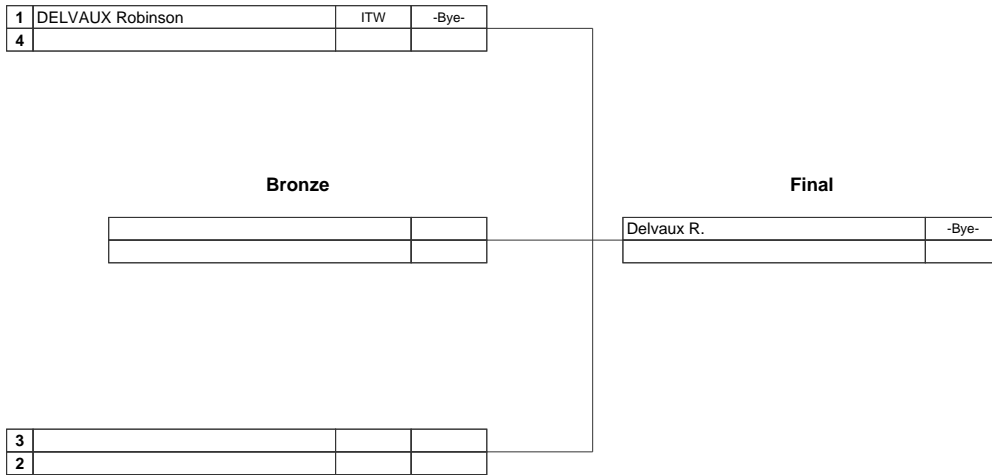 1 DELVAUX Robinson ITW -Bye-
4
Bronze Final
Delvaux R. -Bye-
3
2